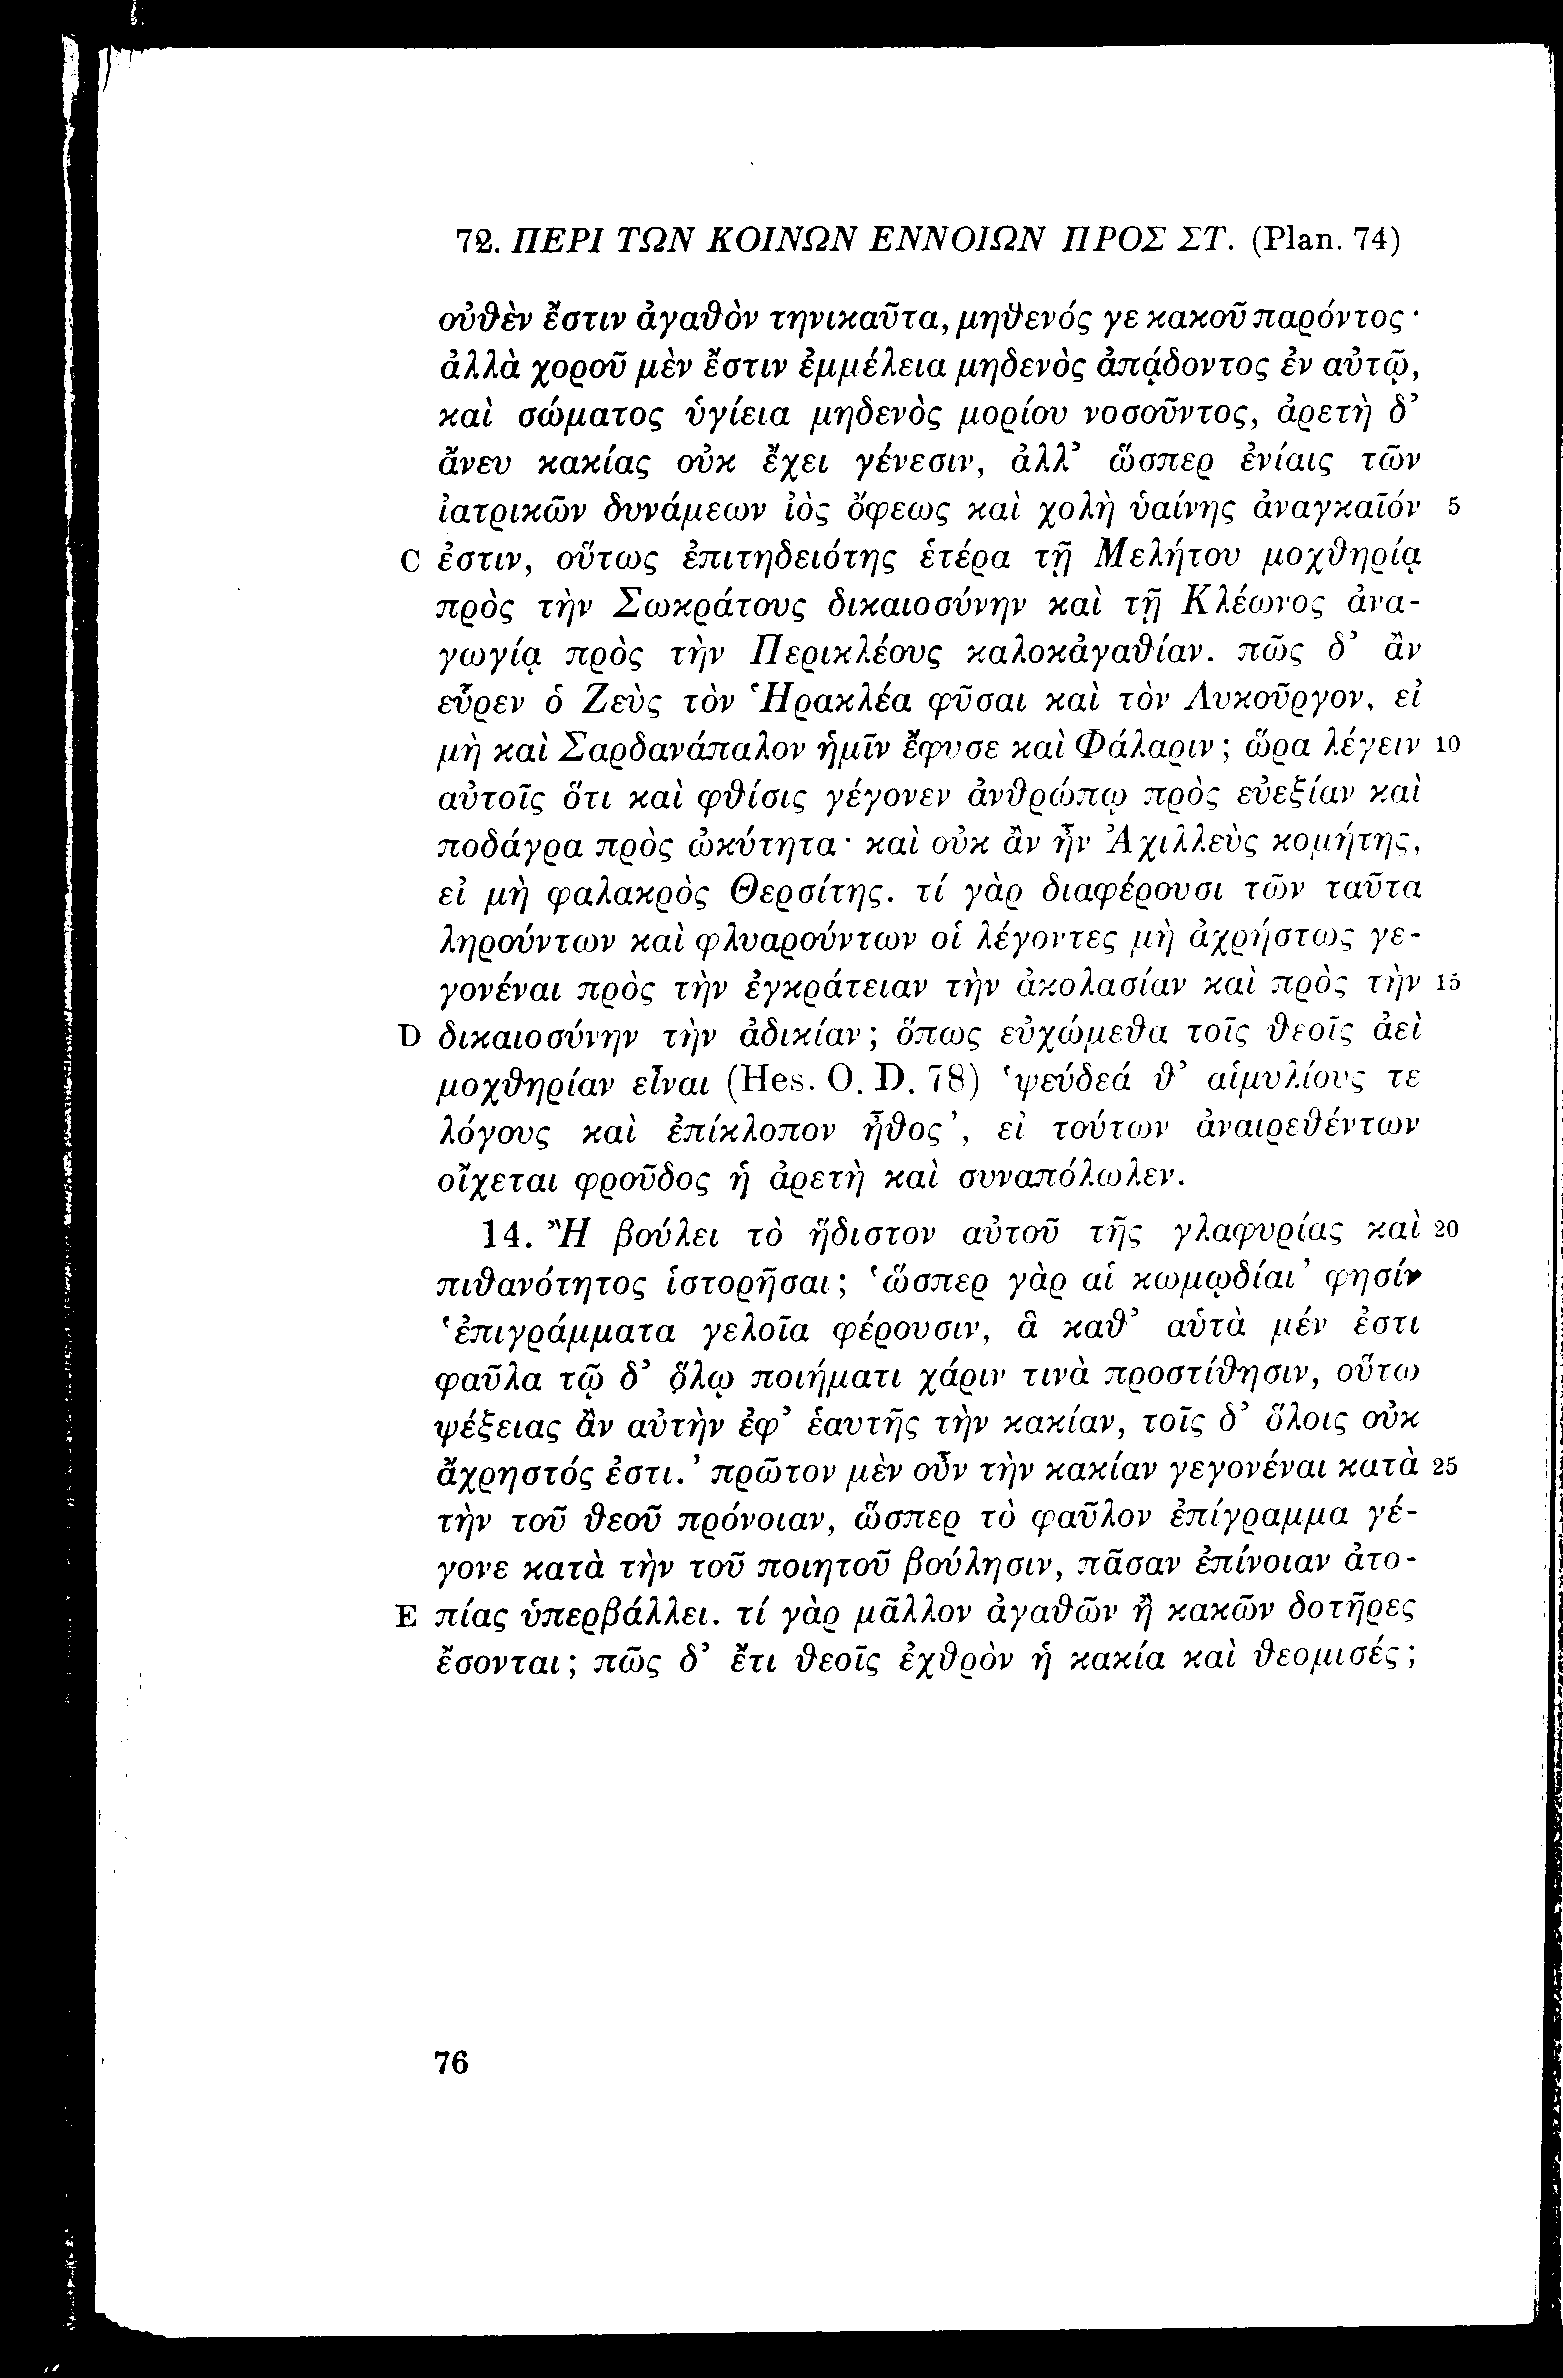 72. ΠΕΡΙ ΤΩΝ ΚΟΙΝΩΝ ΕΝΝΟΙΩΝ ΠΡΟΣ ΣΤ. (Plan. 74)
οὐθὲν ἔστιν ἀγαθὸν τηνικαῦτα, μηθενός γε κακοῦ παρόντος·
ἀλλὰ χοροῦ μὲν ἔστιν ἐμμέλεια μηδενὸς ἀπᾴδοντος ἐν αὐτῷ,
καὶ σώματος ὑγίεια μηδενὸς μορίου νοσοῦντος, ἀρετὴ δ’
ἄνευ κακίας οὐκ ἔχει γένεσιν, ἀλλ’ ὥσπερ ἐνίαις τῶν
ἰατρικῶν δυνάμεων ἰὸς ὄφεως καὶ χολὴ ὑαίνης ἀναγκαῖόν 5
C ἐστιν, οὕτως ἐπιτηδειότης ἑτέρα τῇ Μελήτου μοχθηρίᾳ
πρὸς τὴν Σωκράτους δικαιοσύνην καὶ τῇ Κλέωνος ἀνα-
γωγίᾳ πρὸς τὴν Περικλέους καλοκἀγαθίαν. πῶς δ’ ἂν
εὗρεν ὁ Ζεὺς τὸν Ἡρακλέα φῦσαι καὶ τὸν Λυκοῦργον, εἰ
μὴ καὶ Σαρδανάπαλον ἡμῖν ἔφυσε καὶ Φάλαριν; ὥρα λέγειν 10
αὐτοῖς ὅτι καὶ φθίσις γέγονεν ἀνθρώπῳ πρὸς εὐεξίαν καὶ
ποδάγρα πρὸς ὠκύτητα· καὶ οὐκ ἂν ἦν Ἀχιλλεὺς κομήτης,
εἰ μὴ φαλακρὸς Θερσίτης. τί γὰρ διαφέρουσι τῶν ταῦτα
ληρούντων καὶ φλυαρούντων οἱ λέγοντες μὴ ἀχρήστως γε-
γονέναι πρὸς τὴν ἐγκράτειαν τὴν ἀκολασίαν καὶ πρὸς τὴν 15
D δικαιοσύνην τὴν ἀδικίαν; ὅπως εὐχώμεθα τοῖς θεοῖς ἀεὶ
μοχθηρίαν εἶναι (Hes. O. D. 78) ‘ψεύδεά θ’ αἱμυλίους τε
λόγους καὶ ἐπίκλοπον ἦθος’, εἰ τούτων ἀναιρεθέντων
οἴχεται φροῦδος ἡ ἀρετὴ καὶ συναπόλωλεν.
14. Ἢ βούλει τὸ ἥδιστον αὐτοῦ τῆς γλαφυρίας καὶ 20
πιθανότητος ἱστορῆσαι; ‘ὥσπερ γὰρ αἱ κωμῳδίαι’ φησίν
‘ἐπιγράμματα γελοῖα φέρουσιν, ἃ καθ’ αὑτὰ μέν ἐστι
φαῦλα τῷ δ’ ὅλῳ ποιήματι χάριν τινὰ προστίθησιν, οὕτω
ψέξειας ἂν αὐτὴν ἐφ’ ἑαυτῆς τὴν κακίαν, τοῖς δ’ ὅλοις οὐκ
ἄχρηστός ἐστι.’ πρῶτον μὲν οὖν τὴν κακίαν γεγονέναι κατὰ 25
τὴν τοῦ θεοῦ πρόνοιαν, ὥσπερ τὸ φαῦλον ἐπίγραμμα γέ-
γονε κατὰ τὴν τοῦ ποιητοῦ βούλησιν, πᾶσαν ἐπίνοιαν ἀτο-
E πίας ὑπερβάλλει. τί γὰρ μᾶλλον ἀγαθῶν ἢ κακῶν δοτῆρες
ἔσονται; πῶς δ’ ἔτι θεοῖς ἐχθρὸν ἡ κακία καὶ θεομισές;
76